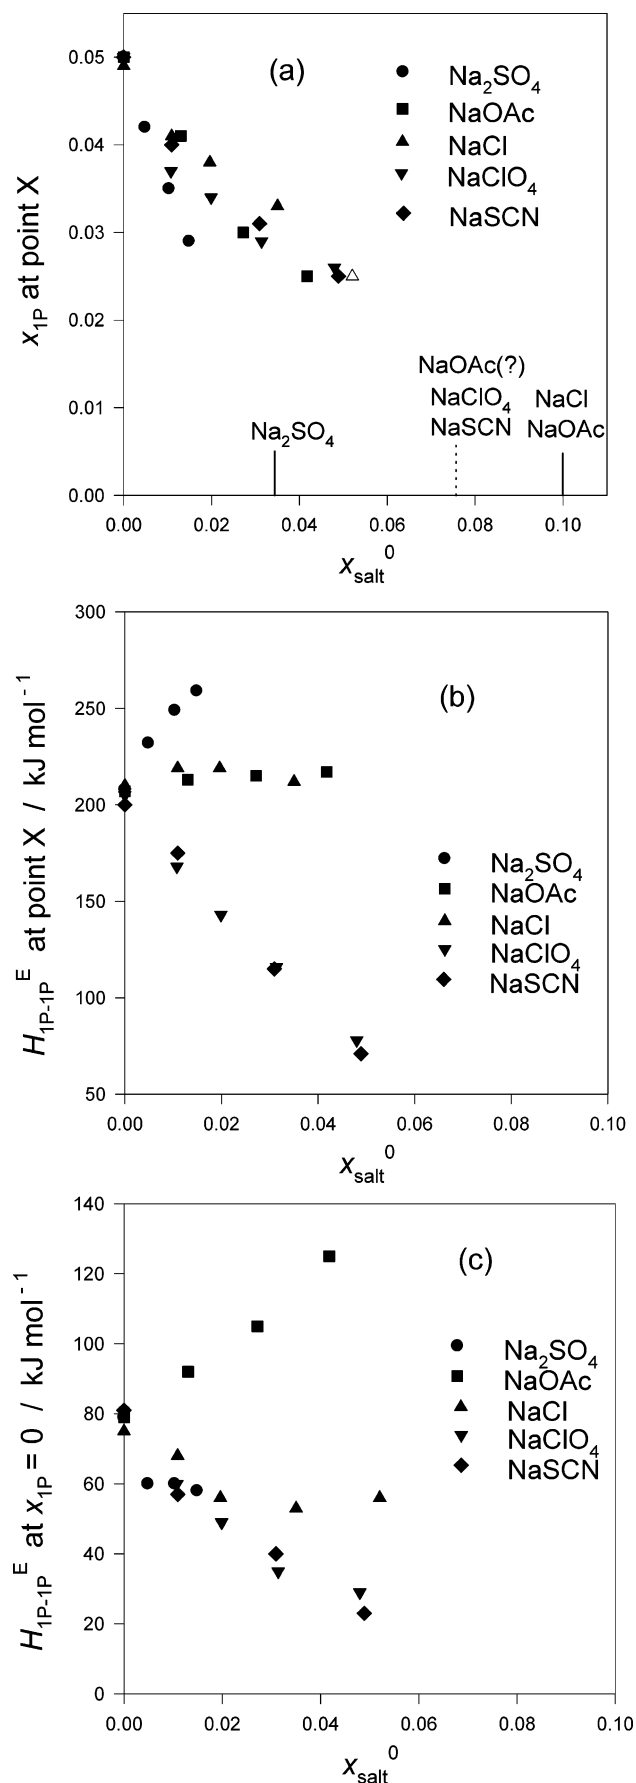 (a)
Na₂SO₄
NaOAc
NaCl
NaClO₄
NaSCN
0.05
0.04
0.03
0.02
0.01
0.00
x₁P at point X
NaOAc(?)
NaClO₄
NaSCN
NaCl
NaOAc
Na₂SO₄
0.00 0.02 0.04 0.06 0.08 0.10
xsalt⁰
(b)
300
250
200
150
100
50
H₁P-₁Pᴱ at point X / kJ mol⁻¹
Na₂SO₄
NaOAc
NaCl
NaClO₄
NaSCN
0.00 0.02 0.04 0.06 0.08 0.10
xsalt⁰
(c)
140
120
100
80
60
40
20
0
H₁P-₁Pᴱ at x₁P = 0 / kJ mol⁻¹
Na₂SO₄
NaOAc
NaCl
NaClO₄
NaSCN
0.00 0.02 0.04 0.06 0.08 0.10
xsalt⁰